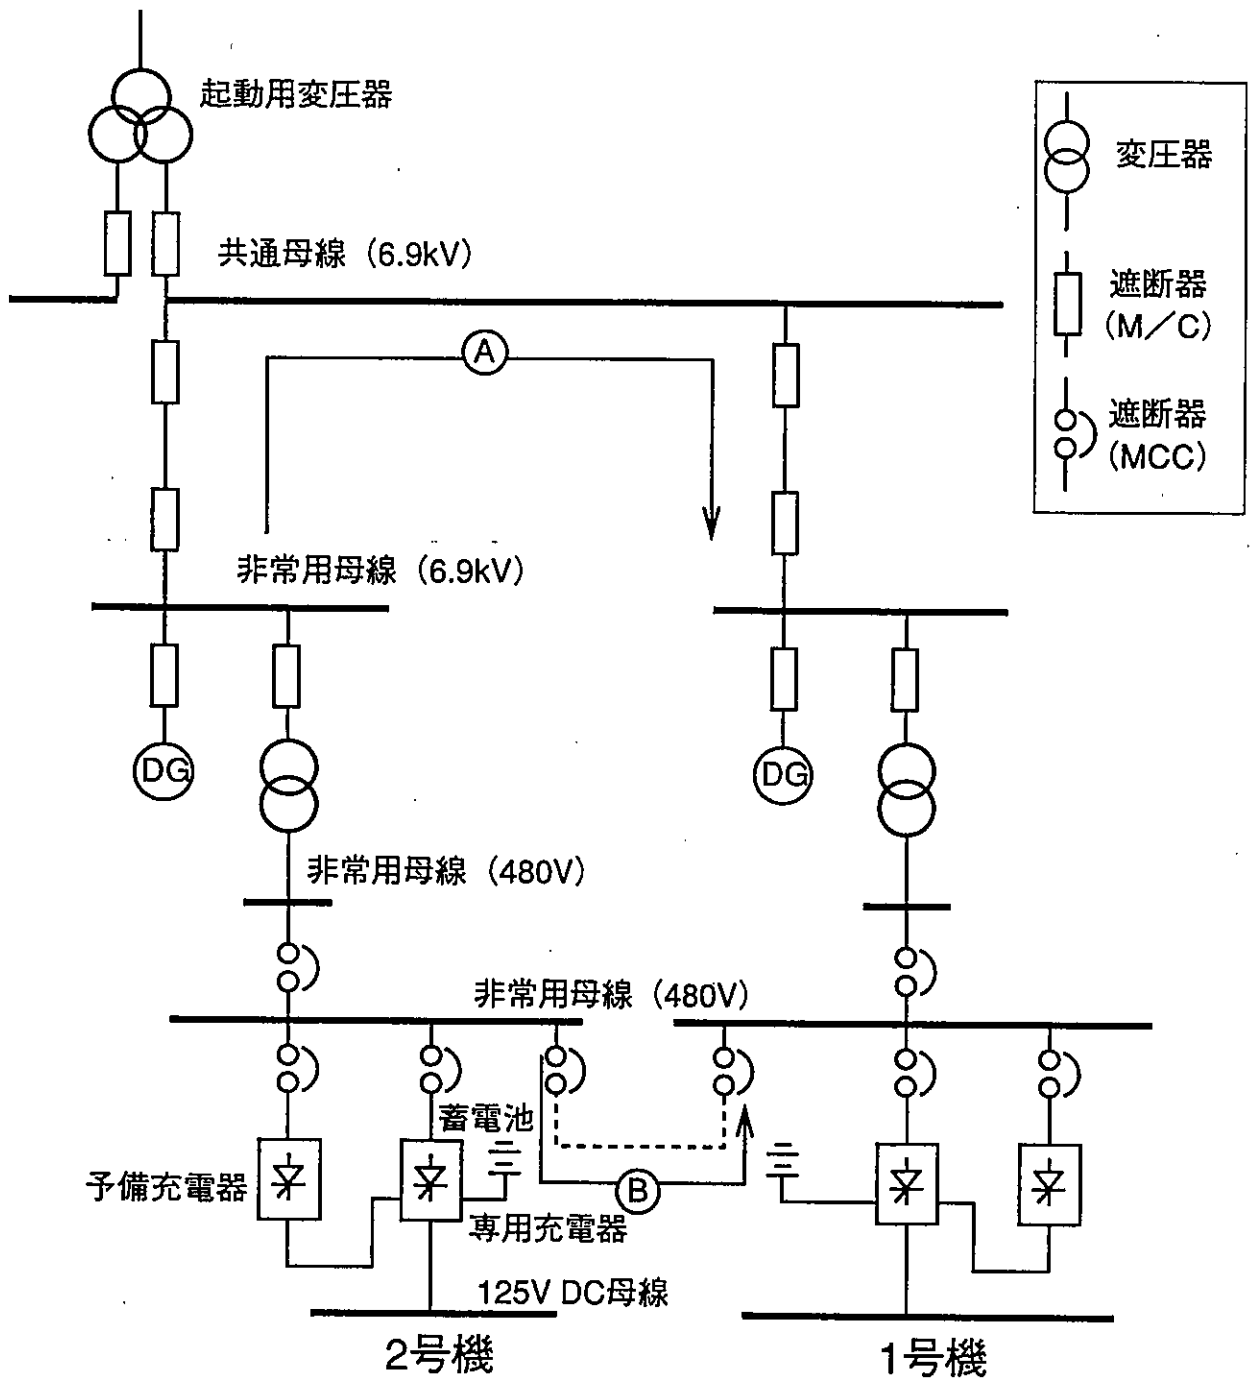 起動用変圧器
変圧器
共通母線（6.9kV）
遮断器
（M／C）
A
遮断器
（MCC）
非常用母線（6.9kV）
DG
DG
非常用母線（480V）
非常用母線（480V）
蓄電池
予備充電器
B
専用充電器
125V DC母線
2号機
1号機